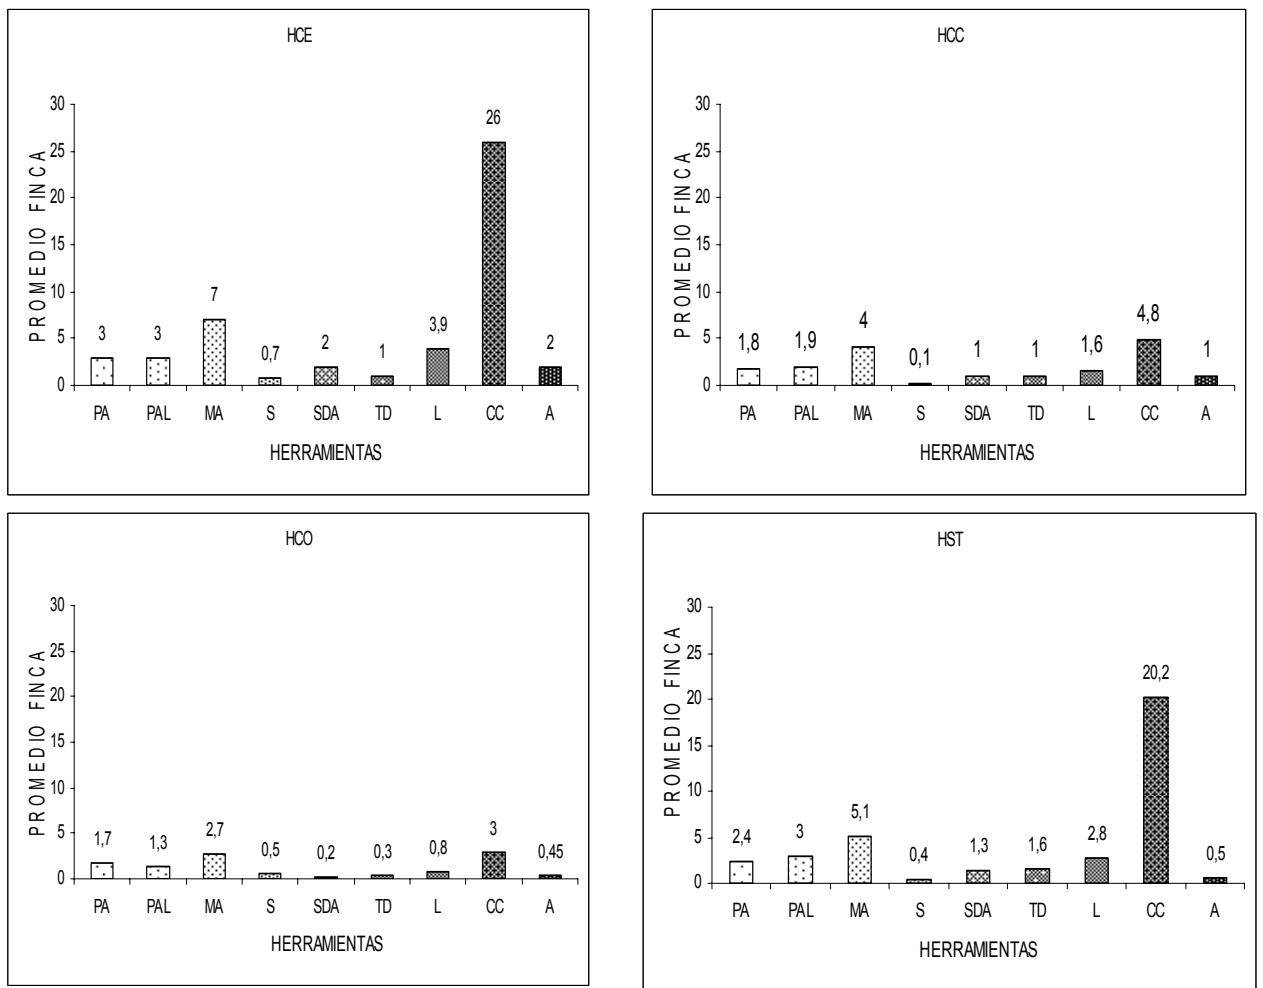 HCE
PROMEDIO FINCA
30
25
20
15
10
5
0
3 3 7 0,7 2 1 3,9 26 2
PA PAL MA S SDA TD L CC A
HERRAMIENTAS
HCC
PROMEDIO FINCA
30
25
20
15
10
5
0
1,8 1,9 4 0,1 1 1 1,6 4,8 1
PA PAL MA S SDA TD L CC A
HERRAMIENTAS
HCO
PROMEDIO FINCA
30
25
20
15
10
5
0
1,7 1,3 2,7 0,5 0,2 0,3 0,8 3 0,45
PA PAL MA S SDA TD L CC A
HERRAMIENTAS
HST
PROMEDIO FINCA
30
25
20
15
10
5
0
2,4 3 5,1 0,4 1,3 1,6 2,8 20,2 0,5
PA PAL MA S SDA TD L CC A
HERRAMIENTAS